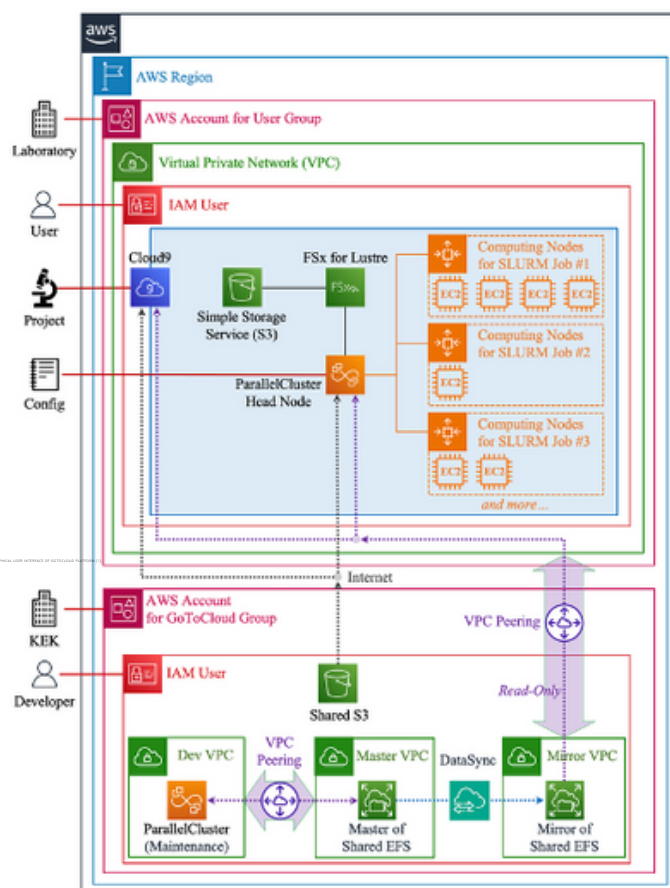 aws
AWS Region
AWS Account for User Group
Laboratory
Virtual Private Network (VPC)
User
IAM User
Cloud9
FSx for Lustre
Computing Nodes
for SLURM Job #1
FSx
EC2 EC2 EC2 EC2
Project
Simple Storage
Service (S3)
Computing Nodes
for SLURM Job #2
EC2
Config
ParallelCluster
Head Node
Computing Nodes
for SLURM Job #3
EC2 EC2
and more...
Internet
AWS Account
for GoToCloud Group
KEK
VPC Peering
IAM User
Developer
Read-Only
Shared S3
Dev VPC
VPC
Peering
Master VPC
DataSync
Mirror VPC
ParallelCluster
(Maintenance)
Master of
Shared EFS
Mirror of
Shared EFS